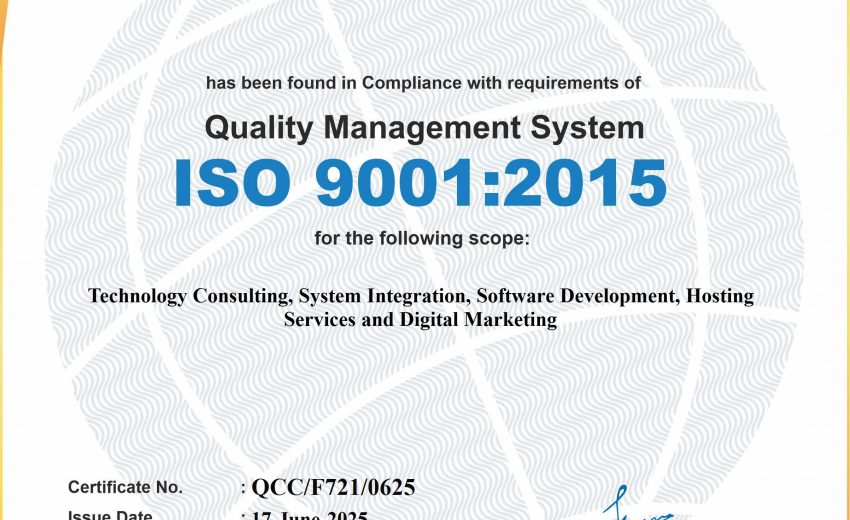 has been found in Compliance with requirements of
Quality Management System
ISO 9001:2015
for the following scope:
Technology Consulting, System Integration, Software Development, Hosting
Services and Digital Marketing
Certificate No. : QCC/F721/0625
Issue Date : 17 June 2025